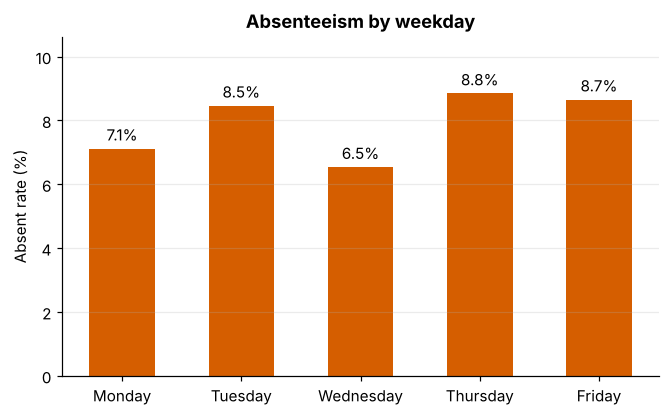 Absenteeism by weekday
Absent rate (%)
10
8
6
4
2
0
7.1%
8.5%
6.5%
8.8%
8.7%
Monday
Tuesday
Wednesday
Thursday
Friday